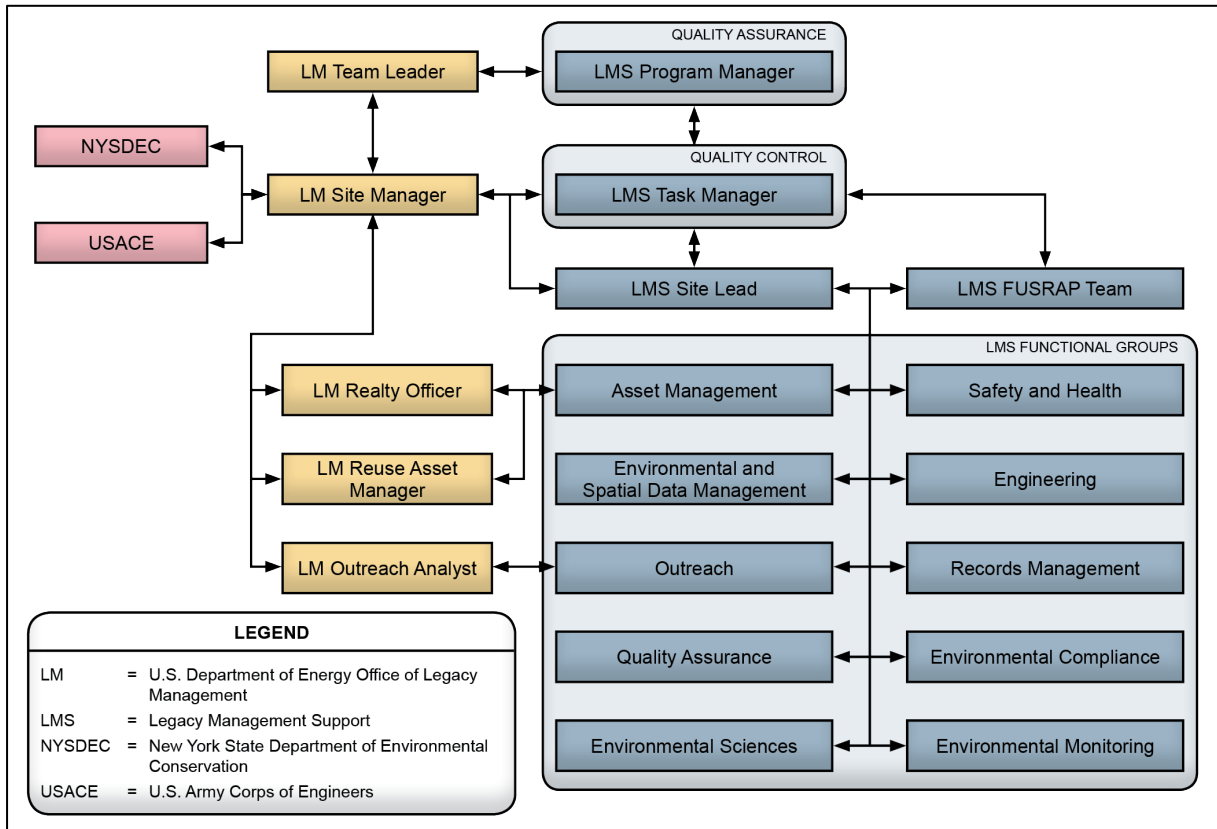 QUALITY ASSURANCE
LM Team Leader
LMS Program Manager
NYSDEC
QUALITY CONTROL
LM Site Manager
LMS Task Manager
USACE
LMS Site Lead
LMS FUSRAP Team
LMS FUNCTIONAL GROUPS
LM Realty Officer
Asset Management
Safety and Health
LM Reuse Asset
Manager
Environmental and
Spatial Data Management
Engineering
LM Outreach Analyst
Outreach
Records Management
Quality Assurance
Environmental Compliance
Environmental Sciences
Environmental Monitoring
LEGEND
LM = U.S. Department of Energy Office of Legacy
Management
LMS = Legacy Management Support
NYSDEC = New York State Department of Environmental
Conservation
USACE = U.S. Army Corps of Engineers